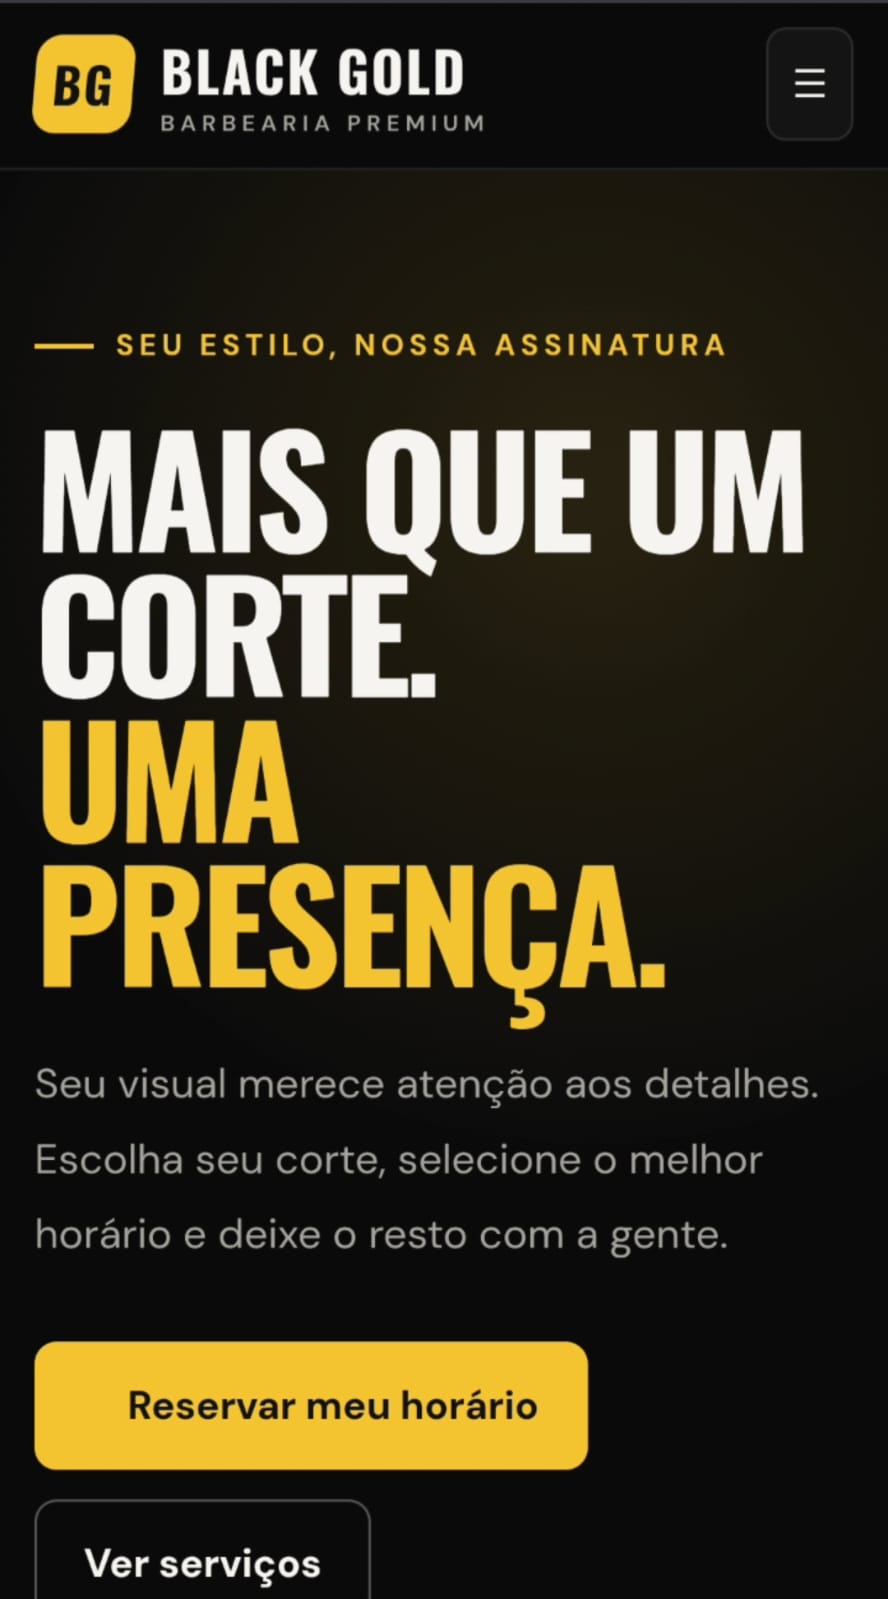 BG
BLACK GOLD
BARBEARIA PREMIUM
SEU ESTILO, NOSSA ASSINATURA
MAIS QUE UM
CORTE.
UMA
PRESENÇA.
Seu visual merece atenção aos detalhes.
Escolha seu corte, selecione o melhor
horário e deixe o resto com a gente.
Reservar meu horário
Ver serviços